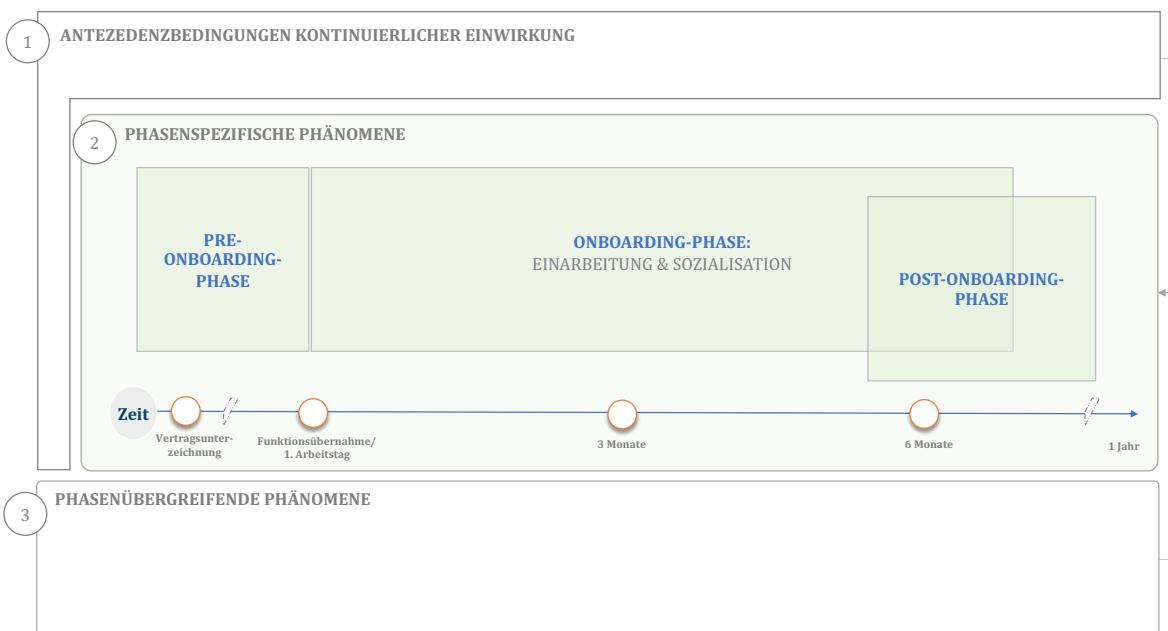 1
ANTEZEDENZBEDINGUNGEN KONTINUIERLICHER EINWIRKUNG
2
PHASENSPEZIFISCHE PHÄNOMENE
PRE-
ONBOARDING-
PHASE
ONBOARDING-PHASE:
EINARBEITUNG & SOZIALISATION
POST-ONBOARDING-
PHASE
Zeit
Vertragsunter-
zeichnung
Funktionsübernahme/
1. Arbeitstag
3 Monate
6 Monate
1 Jahr
3
PHASENÜBERGREIFENDE PHÄNOMENE